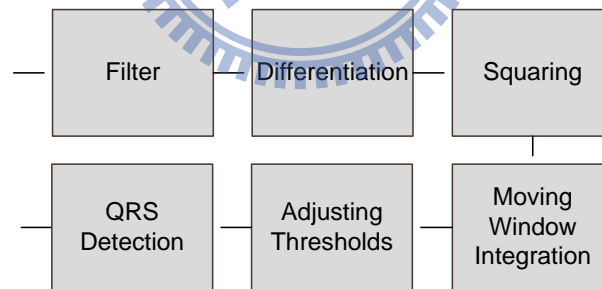 Filter
Differentiation
Squaring
QRS
Detection
Adjusting
Thresholds
Moving
Window
Integration